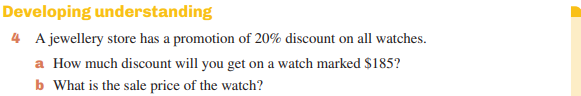 Developing understanding
4 A jewellery store has a promotion of 20% discount on all watches.
a How much discount will you get on a watch marked $185?
b What is the sale price of the watch?